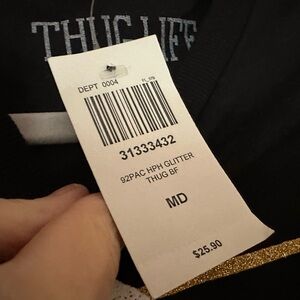 THUG LIFE
DEPT 0004
31333432
92PAC HPH GLITTER
THUG BF
MD
$25.90